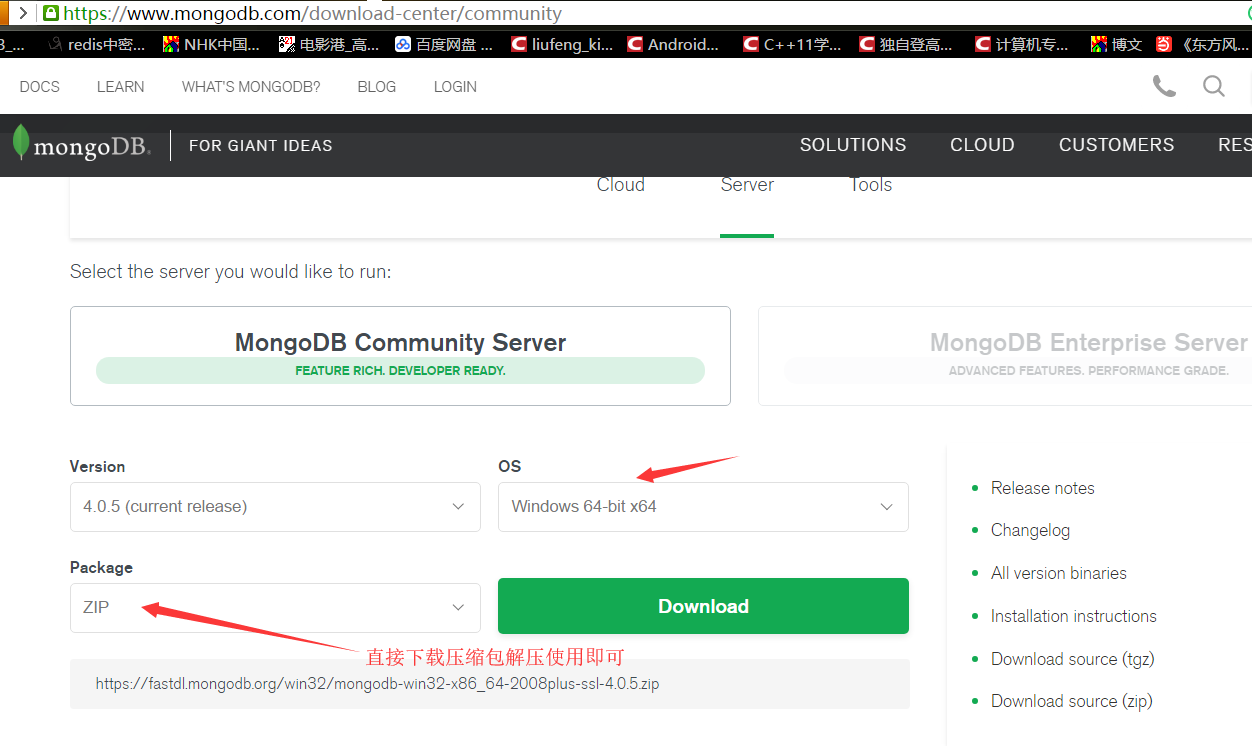 https://www.mongodb.com/download-center/community
B_... redis中密... NHK中国... 电影港_高... 百度网盘 ... liufeng_ki... Android... C++11学... 独自登高... 计算机专... 博文 《东方风...
DOCS LEARN WHAT'S MONGODB? BLOG LOGIN
mongoDB. FOR GIANT IDEAS SOLUTIONS CLOUD CUSTOMERS RES
Cloud Server Tools
Select the server you would like to run:
MongoDB Community Server
FEATURE RICH. DEVELOPER READY.
MongoDB Enterprise Server
ADVANCED FEATURES. PERFORMANCE GRADE.
Version
4.0.5 (current release)
OS
Windows 64-bit x64
Package
ZIP
Download
直接下载压缩包解压使用即可
https://fastdl.mongodb.org/win32/mongodb-win32-x86_64-2008plus-ssl-4.0.5.zip
Release notes
Changelog
All version binaries
Installation instructions
Download source (tgz)
Download source (zip)